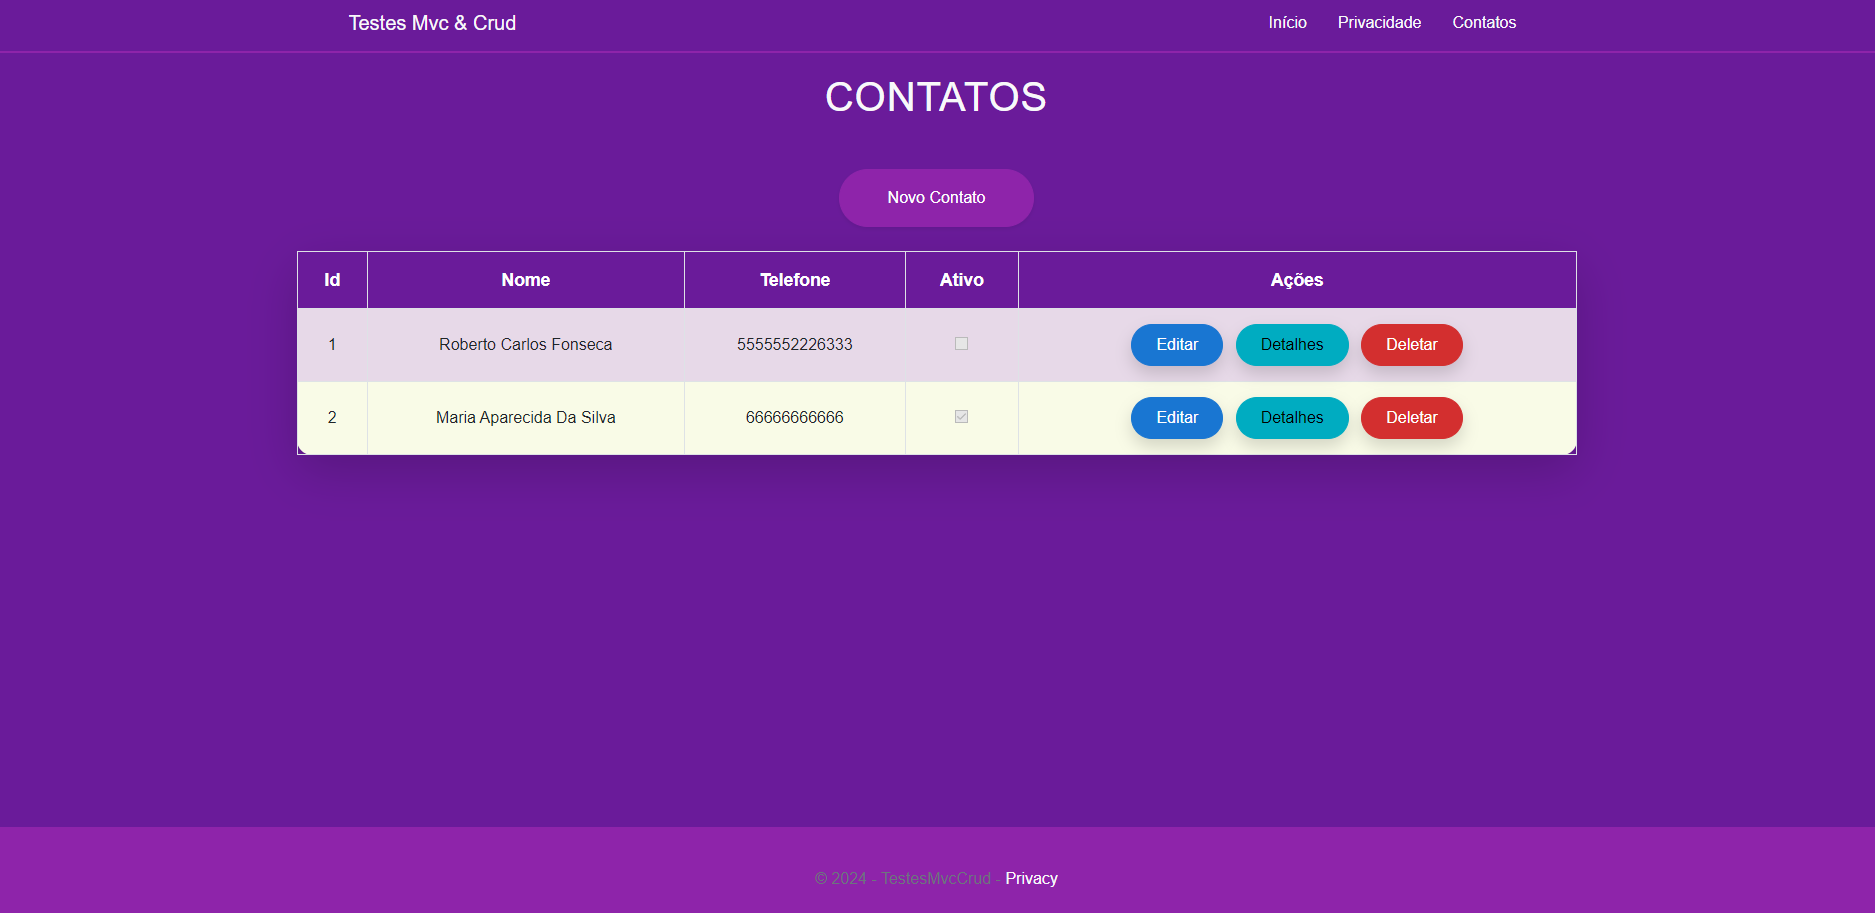 Testes Mvc & Crud Início Privacidade Contatos
CONTATOS
Novo Contato
Id Nome Telefone Ativo Ações
1 Roberto Carlos Fonseca 5555552226333 Editar Detalhes Deletar
2 Maria Aparecida Da Silva 66666666666 Editar Detalhes Deletar
© 2024 - TestesMvcCrud - Privacy